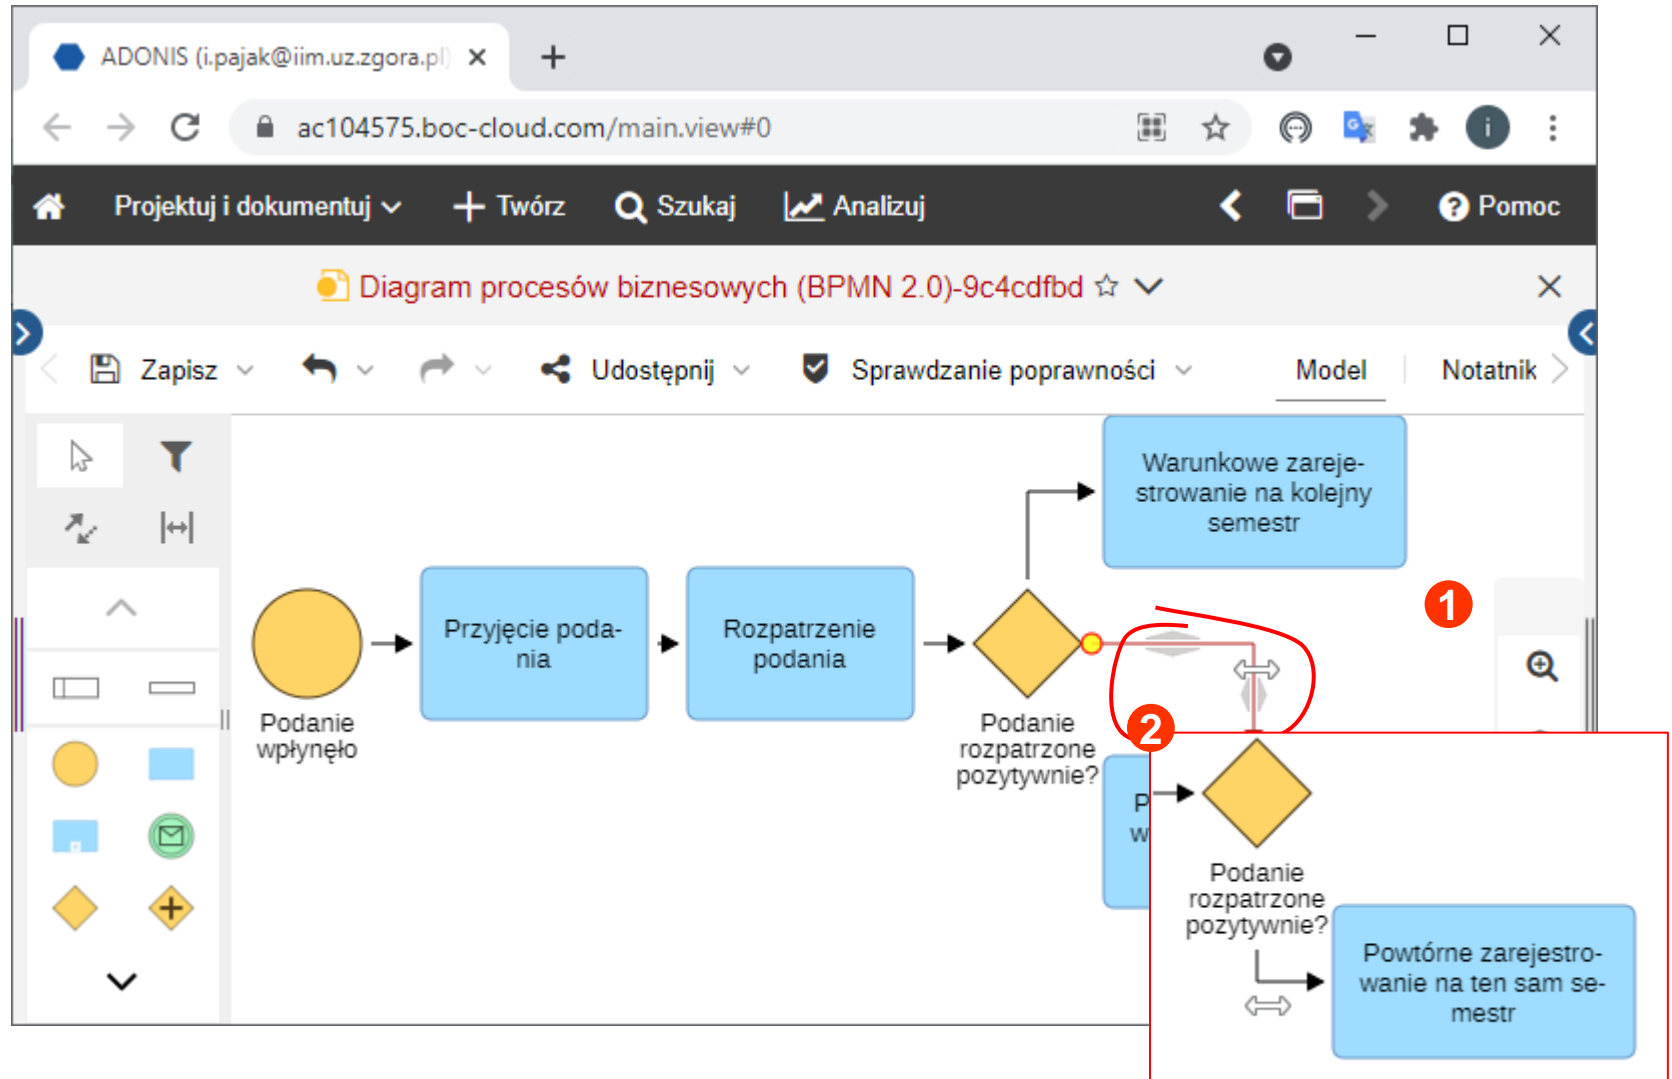 ADONIS (i.pajak@iim.uz.zgora.pl)
ac104575.boc-cloud.com/main.view#0
i
Projektuj i dokumentuj
Twórz
Szukaj
Analizuj
Pomoc
Diagram procesów biznesowych (BPMN 2.0)-9c4cdfbd
Zapisz
Udostępnij
Sprawdzanie poprawności
Model
Notatnik
Warunkowe zareje-
strowanie na kolejny
semestr
1
Przyjęcie poda-
nia
Rozpatrzenie
podania
Podanie
wpłynęło
Podanie
rozpatrzone
pozytywnie?
2
P
w
Podanie
rozpatrzone
pozytywnie?
Powtórne zarejestro-
wanie na ten sam se-
mestr